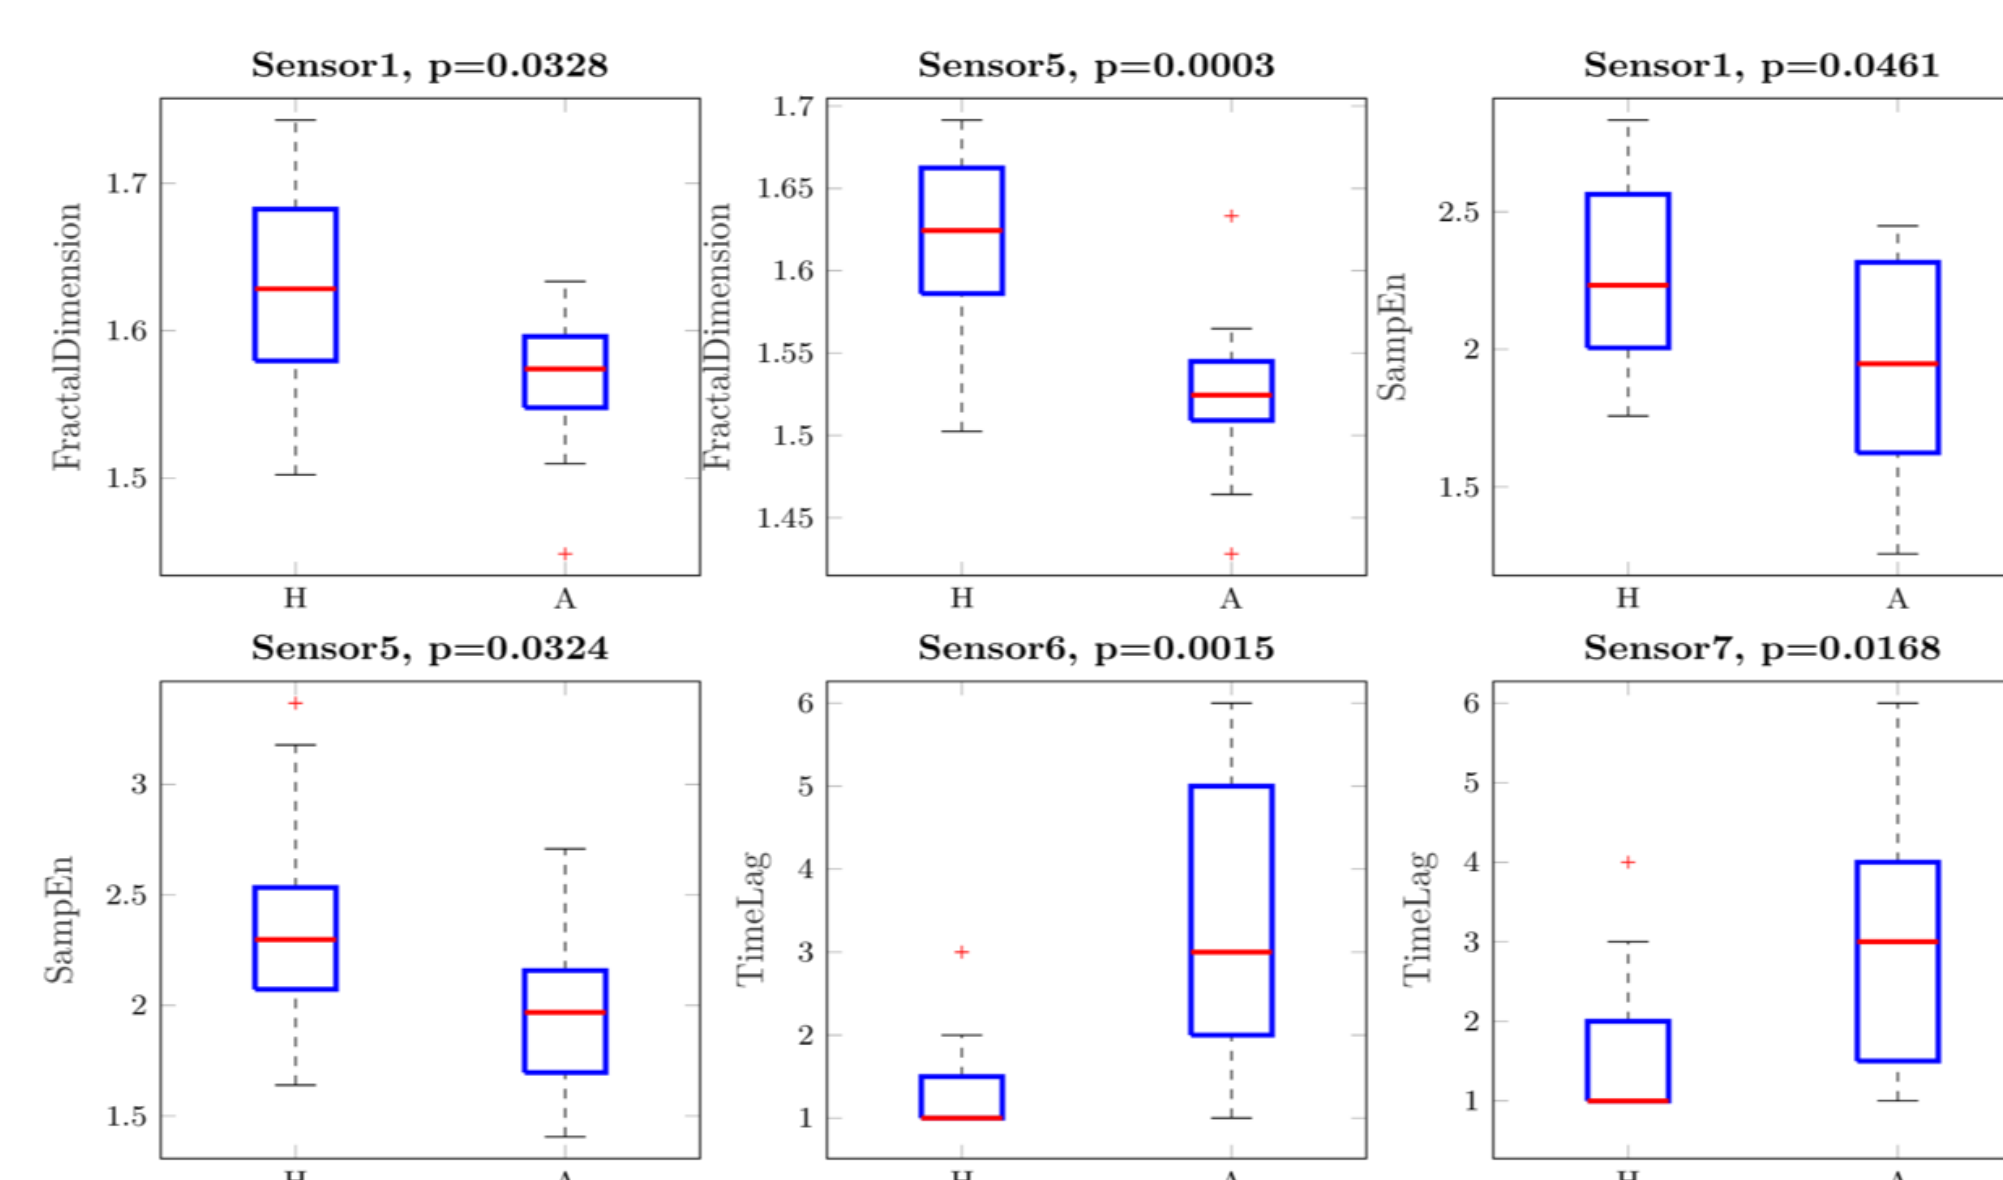 Sensor1, p=0.0328
FractalDimension
1.7
1.6
1.5
H A
Sensor5, p=0.0003
FractalDimension
1.7
1.65
1.6
1.55
1.5
1.45
H A
Sensor1, p=0.0461
SampEn
2.5
2
1.5
H A
Sensor5, p=0.0324
SampEn
3
2.5
2
1.5
H A
Sensor6, p=0.0015
TimeLag
6
5
4
3
2
1
H A
Sensor7, p=0.0168
TimeLag
6
5
4
3
2
1
H A